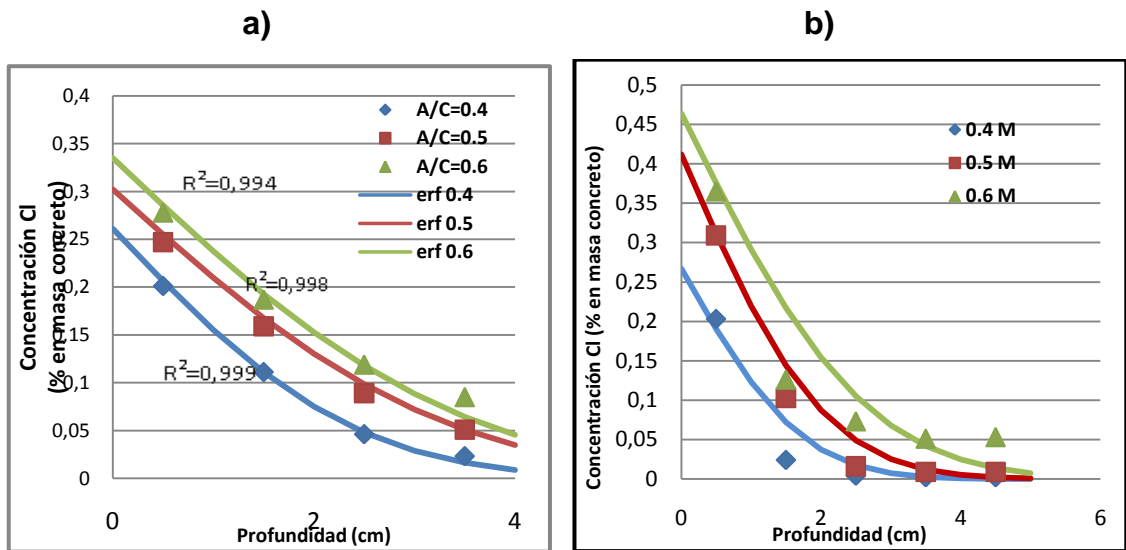 a)
Concentración Cl
(% en masa concreto)
0,4
0,35
0,3
0,25
0,2
0,15
0,1
0,05
0
R²=0,994
R²=0,998
R²=0,999
A/C=0.4
A/C=0.5
A/C=0.6
erf 0.4
erf 0.5
erf 0.6
0 2 4
Profundidad (cm)
b)
Concentración Cl (% en masa concreto)
0,5
0,45
0,4
0,35
0,3
0,25
0,2
0,15
0,1
0,05
0
0.4 M
0.5 M
0.6 M
0 2 4 6
Profundidad (cm)